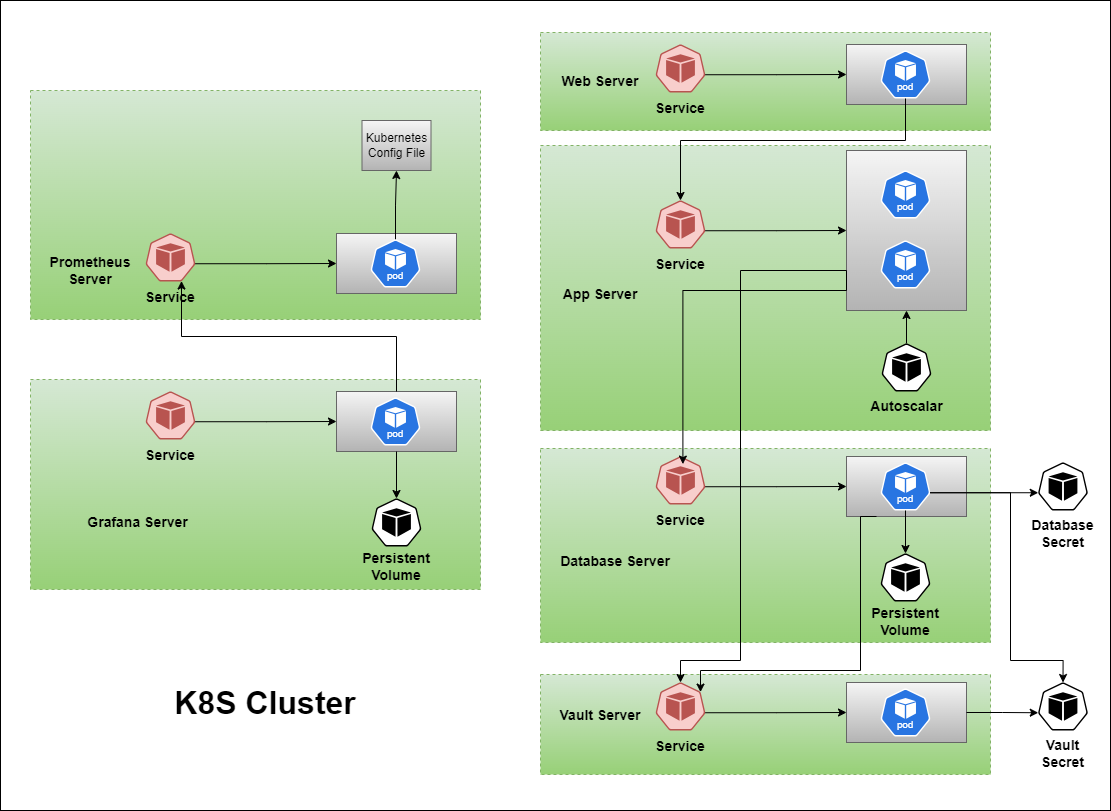 Kubernetes
Config File
Prometheus
Server
Service
pod
Service
pod
Grafana Server
Persistent
Volume
K8S Cluster
Web Server
Service
pod
pod
Service
pod
App Server
Autoscalar
Service
pod
Database Server
Persistent
Volume
Database
Secret
Vault Server
Service
pod
Vault
Secret